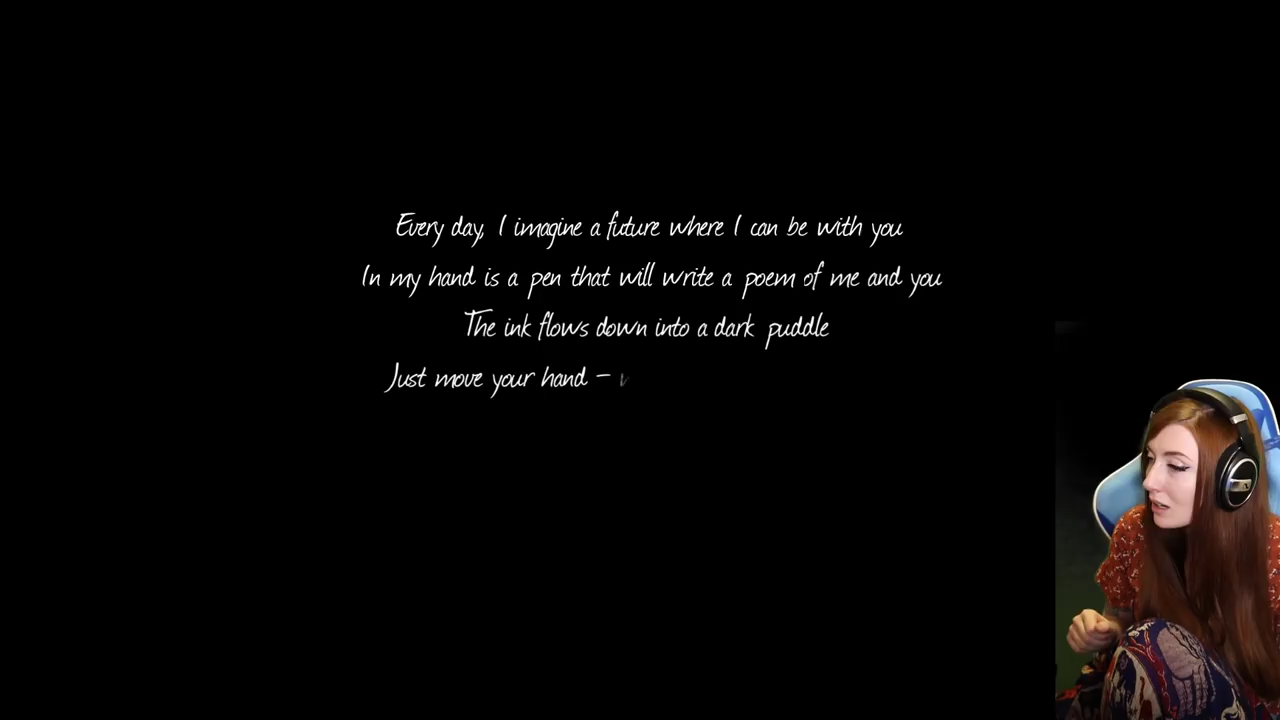 Every day, I imagine a future where I can be with you
In my hand is a pen that will write a poem of me and you
The ink flows down into a dark puddle
Just move your hand –